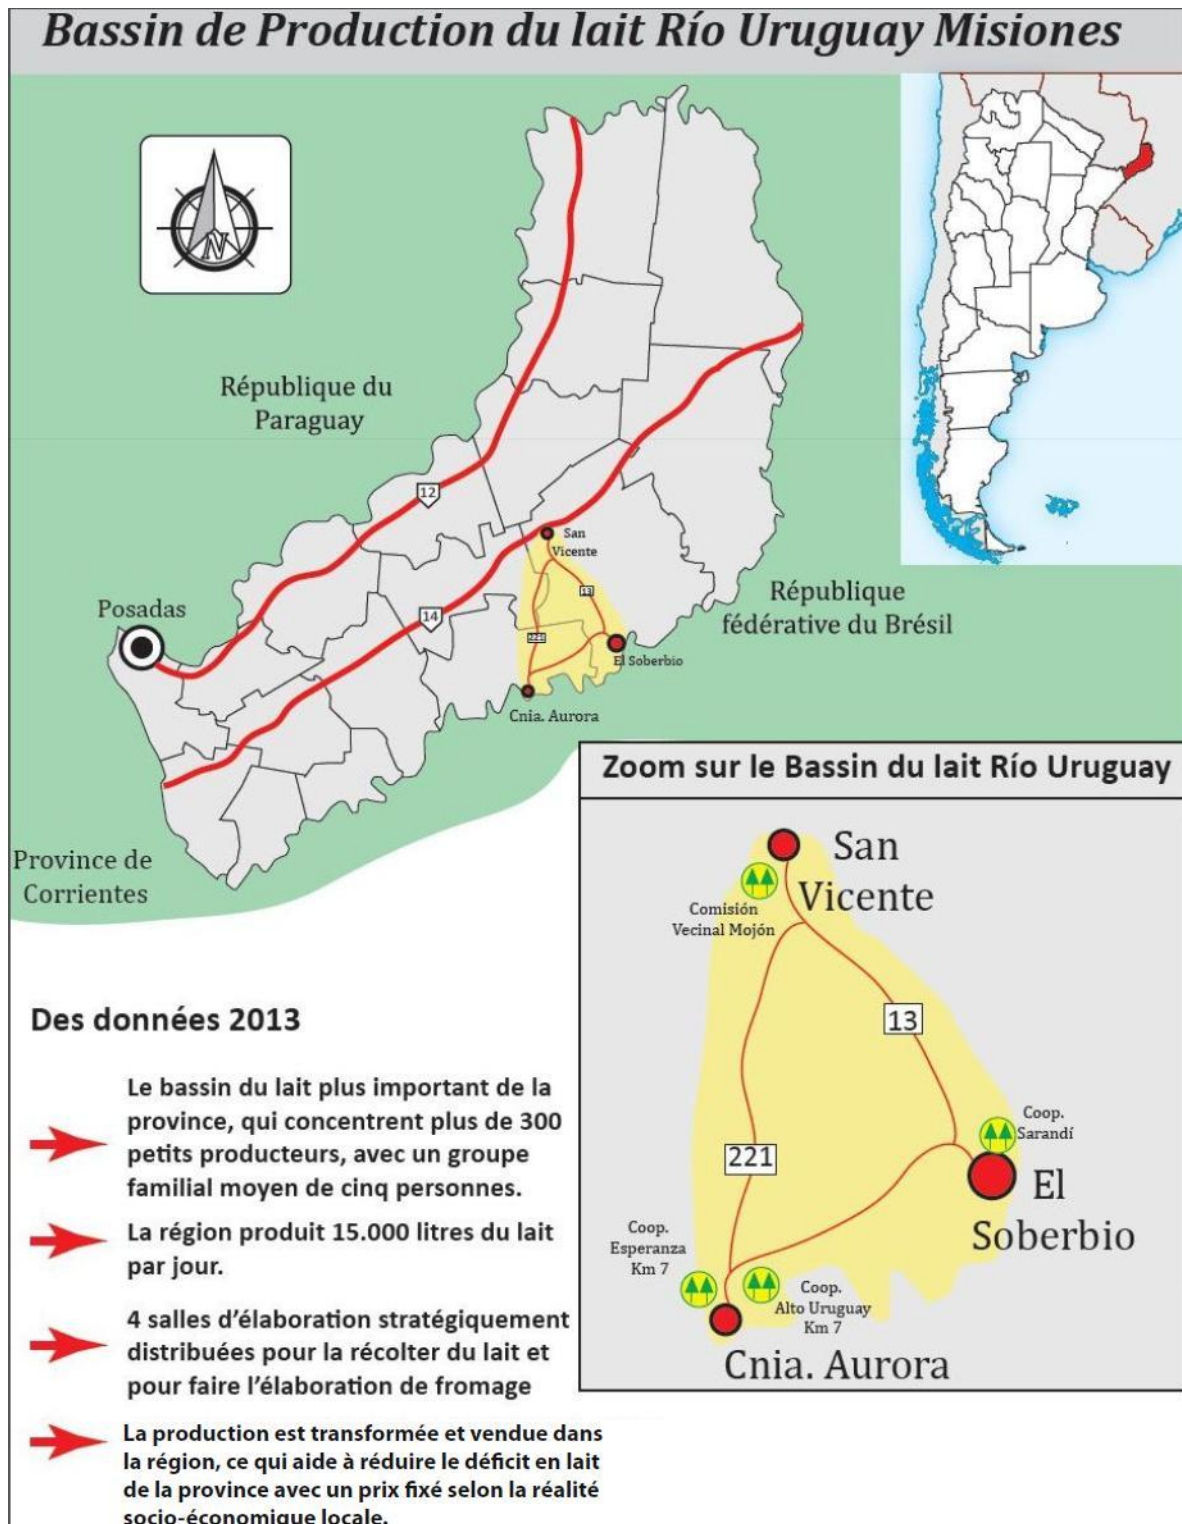 Bassin de Production du lait Río Uruguay Misiones
N
République du
Paraguay
12
San
Vicente
13
14
Posadas
221
République
fédérative du Brésil
El Soberbio
Cnia. Aurora
Province de
Corrientes
Zoom sur le Bassin du lait Río Uruguay
San
Vicente
Comisión
Vecinal Mojón
13
Coop.
Sarandí
221
El
Soberbio
Coop.
Esperanza
Km 7
Coop.
Alto Uruguay
Km 7
Cnia. Aurora
Des données 2013
Le bassin du lait plus important de la
province, qui concentrent plus de 300
petits producteurs, avec un groupe
familial moyen de cinq personnes.
La région produit 15.000 litres du lait
par jour.
4 salles d'élaboration stratégiquement
distribuées pour la récolter du lait et
pour faire l'élaboration de fromage
La production est transformée et vendue dans
la région, ce qui aide à réduire le déficit en lait
de la province avec un prix fixé selon la réalité
socio-économique locale.